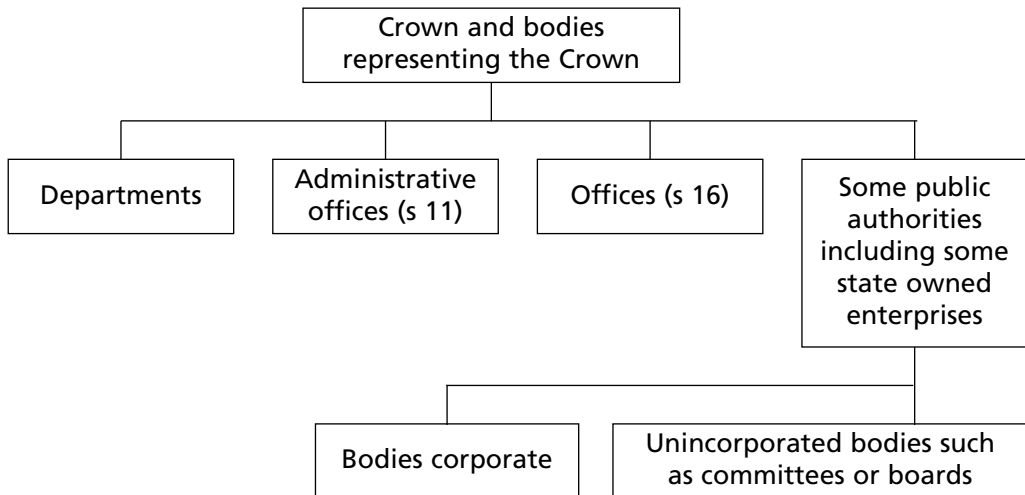 Crown and bodies
representing the Crown
Departments
Administrative
offices (s 11)
Offices (s 16)
Some public
authorities
including some
state owned
enterprises
Bodies corporate
Unincorporated bodies such
as committees or boards